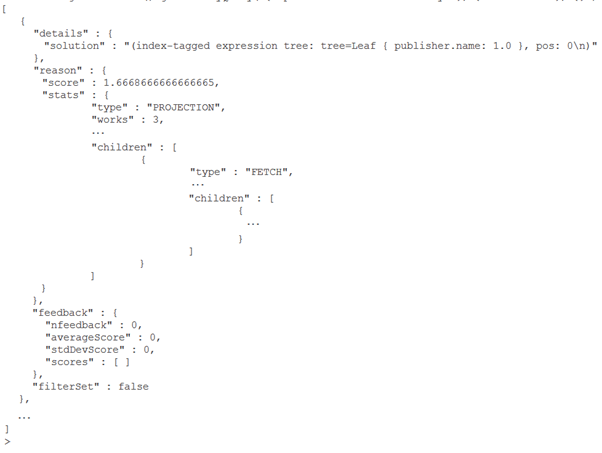 [
{
"details" : {
"solution" : "(index-tagged expression tree: tree=Leaf { publisher.name: 1.0 }, pos: 0\n)"
},
"reason" : {
"score" : 1.6668666666666665,
"stats" : {
"type" : "PROJECTION",
"works" : 3,
...
"children" : [
{
"type" : "FETCH",
...
"children" : [
{
...
}
]
}
]
}
},
"feedback" : {
"nfeedback" : 0,
"averageScore" : 0,
"stdDevScore" : 0,
"scores" : [ ]
},
"filterSet" : false
},
...
]
>